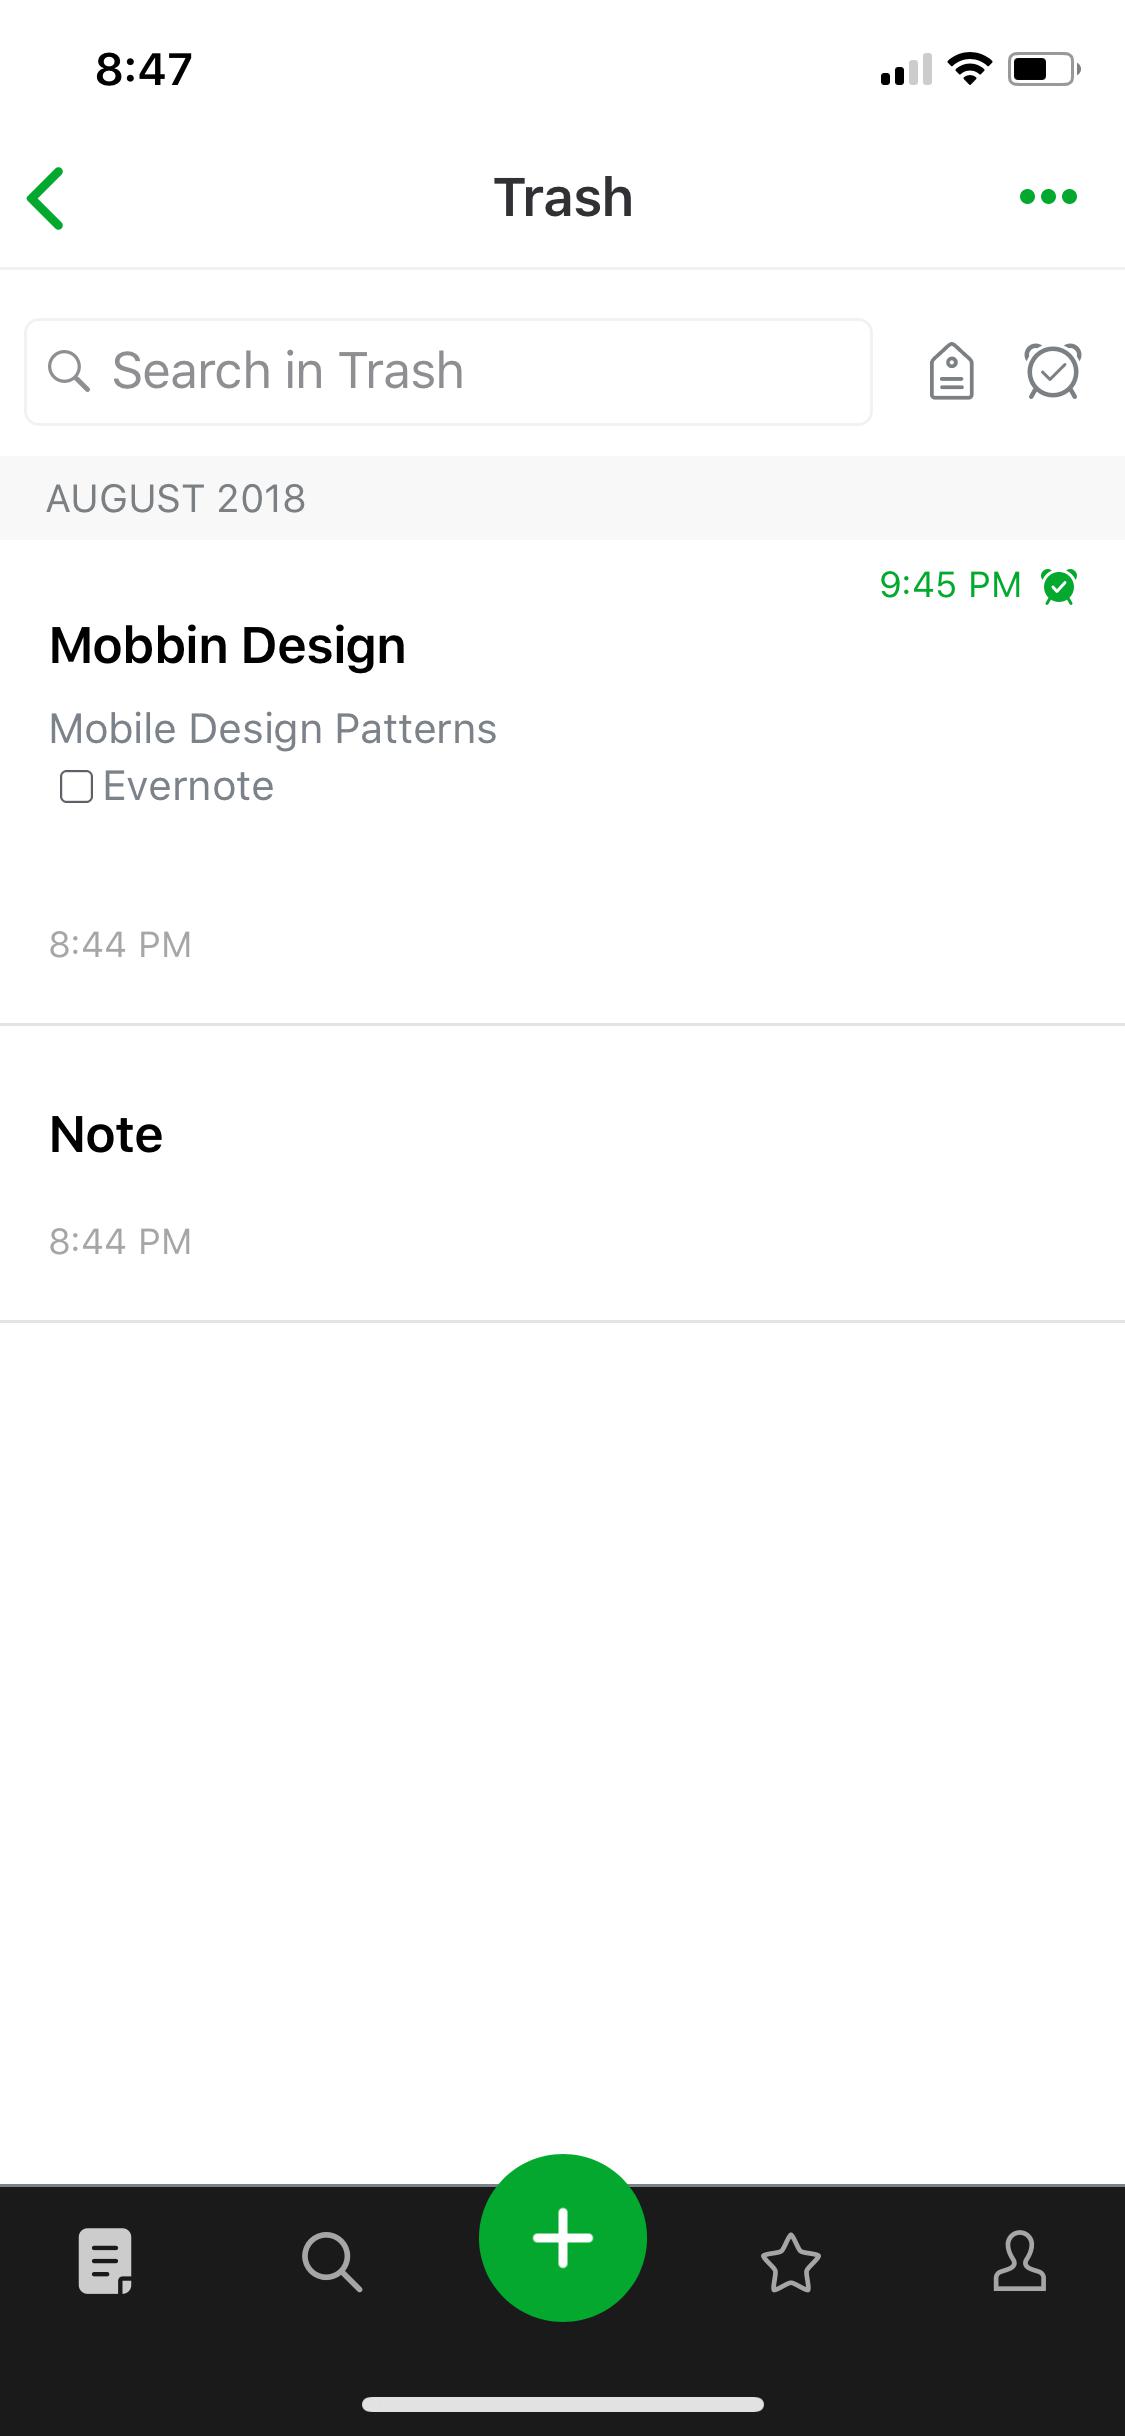 8:47
Trash
Search in Trash
AUGUST 2018
9:45 PM
Mobbin Design
Mobile Design Patterns
Evernote
8:44 PM
Note
8:44 PM